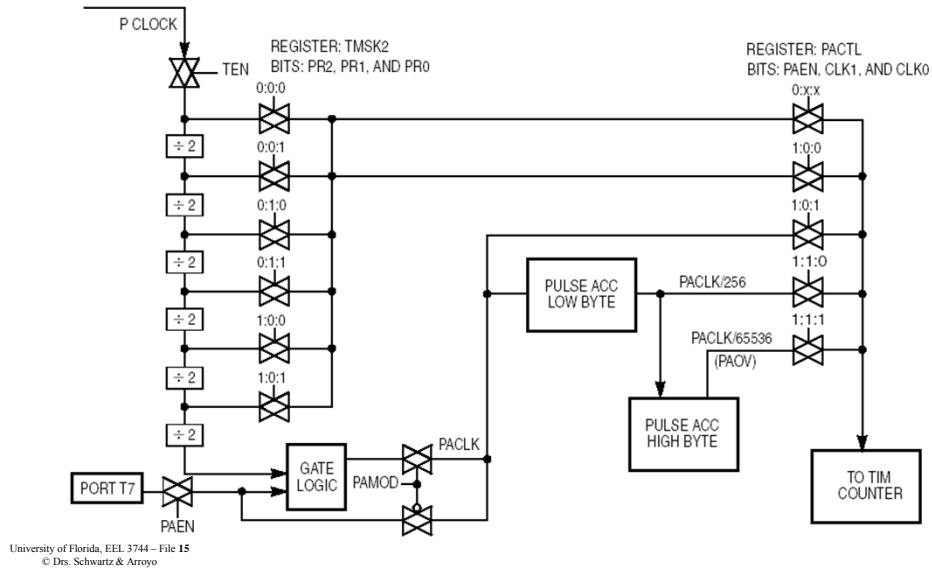 P CLOCK
TEN
REGISTER: TMSK2
BITS: PR2, PR1, AND PR0
REGISTER: PACTL
BITS: PAEN, CLK1, AND CLK0
0:0:0
0:x:x
÷ 2
0:0:1
1:0:0
÷ 2
0:1:0
1:0:1
÷ 2
0:1:1
1:1:0
PULSE ACC
LOW BYTE
PACLK/256
÷ 2
1:0:0
1:1:1
PACLK/65536
(PAOV)
÷ 2
1:0:1
÷ 2
PULSE ACC
HIGH BYTE
GATE
LOGIC
PACLK
PAMOD
PORT T7
PAEN
TO TIM
COUNTER
University of Florida, EEL 3744 – File 15
© Drs. Schwartz & Arroyo